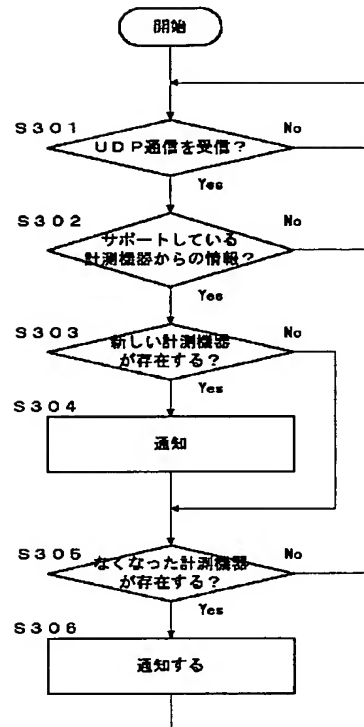 開始
S301
UDP通信を受信？
No
Yes
S302
サポートしている
計測機器からの情報？
No
Yes
S303
新しい計測機器
が存在する？
No
Yes
S304
通知
S305
なくなった計測機器
が存在する？
No
Yes
S306
通知する